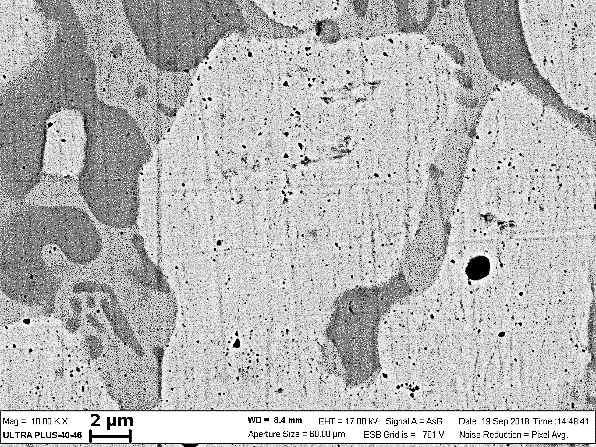 Mag = 10.00 K X 2 µm WD = 8.4 mm EHT = 17.00 kV Signal A = AsB Date :19 Sep 2018 Time :14:48:41
ULTRA PLUS-40-46 Aperture Size = 60.00 µm ESB Grid is = 701 V Noise Reduction = Pixel Avg.